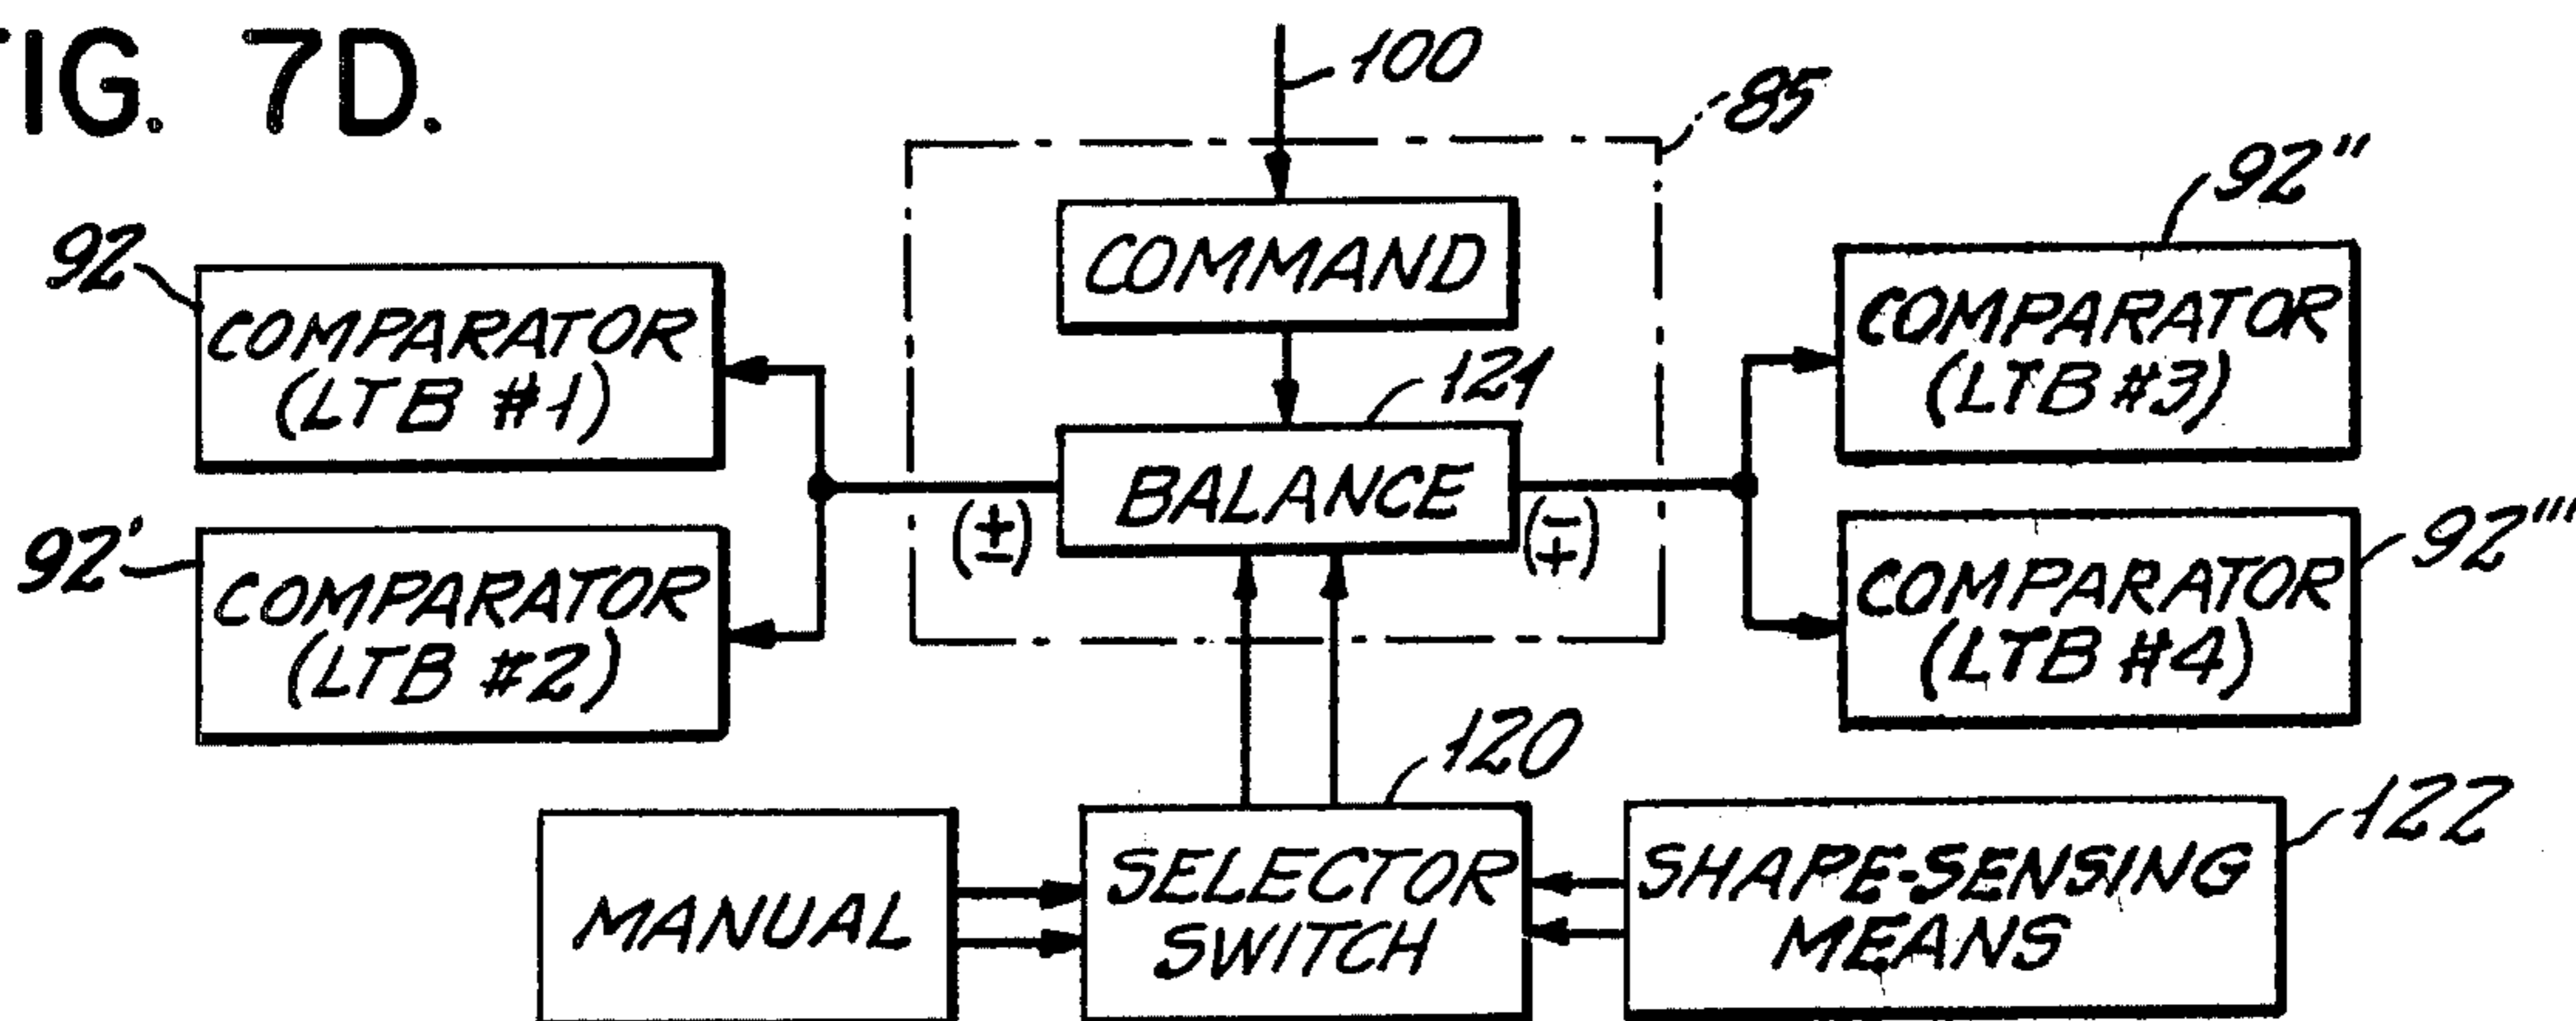 FIG. 7D.
100
85
92"
COMMAND
92
COMPARATOR
(LTB #1)
COMPARATOR
(LTB #3)
121
BALANCE
(±)
(∓)
92'
COMPARATOR
(LTB #2)
COMPARATOR
(LTB #4)
92'''
120
122
MANUAL
SELECTOR
SWITCH
SHAPE-SENSING
MEANS